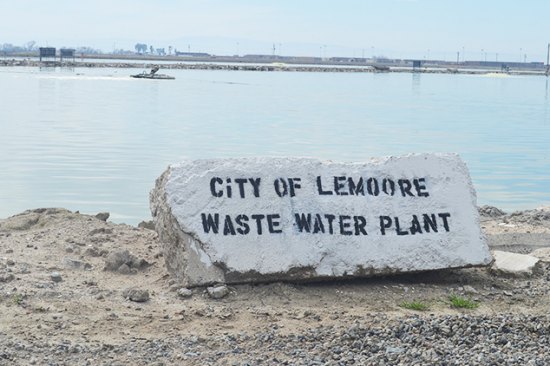 CiTY OF LEMOORE
WASTE WATER PLANT